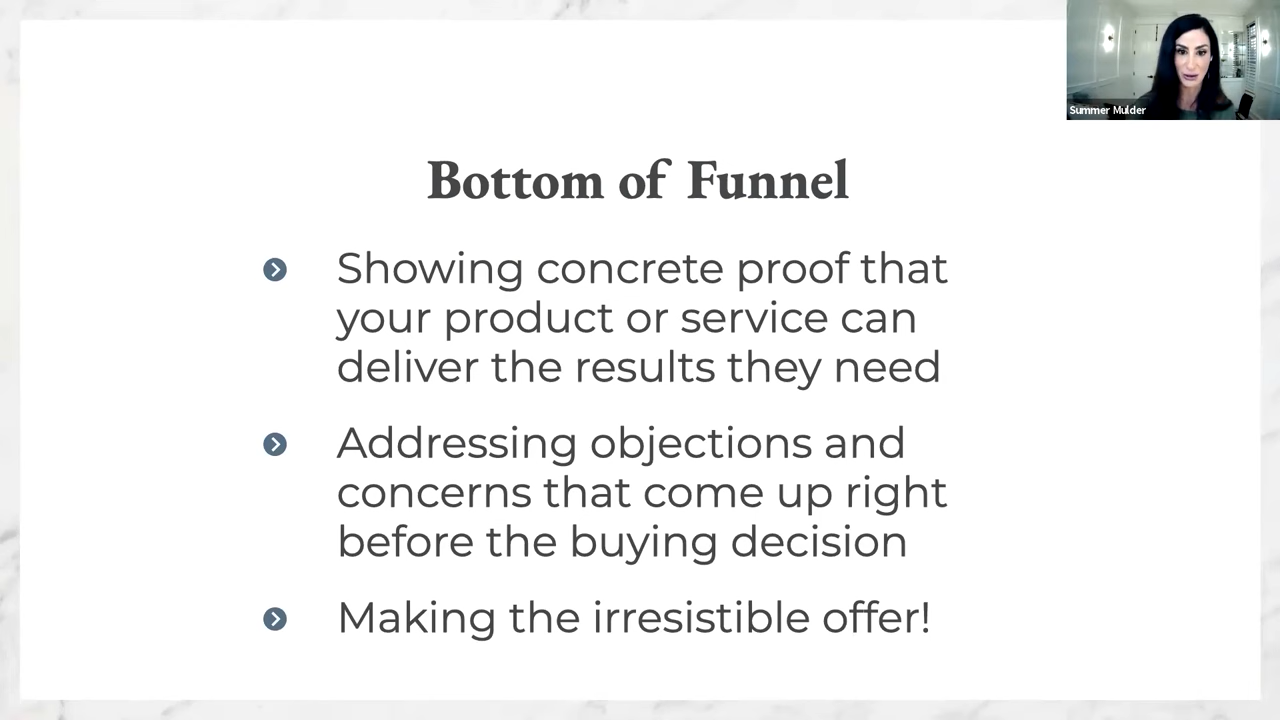 Summer Mulder
Bottom of Funnel
Showing concrete proof that
your product or service can
deliver the results they need
Addressing objections and
concerns that come up right
before the buying decision
Making the irresistible offer!